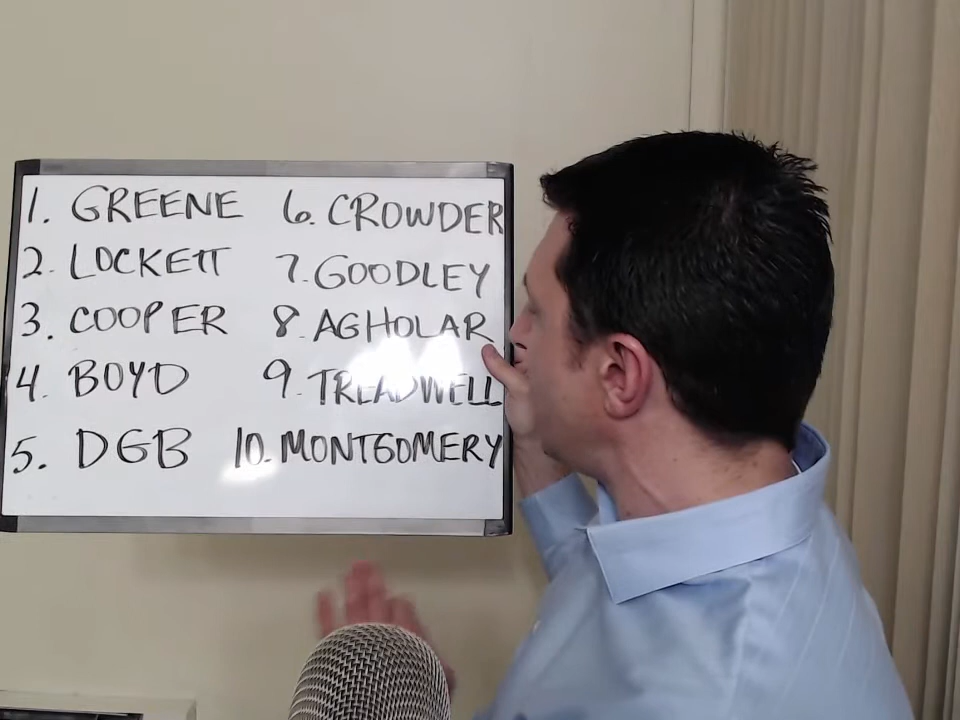 1. GREENE
2. LOCKETT
3. COOPER
4. BOYD
5. DGB
6. CROWDER
7. GOODLEY
8. AGHOLAR
9. TREADWELL
10. MONTGOMERY